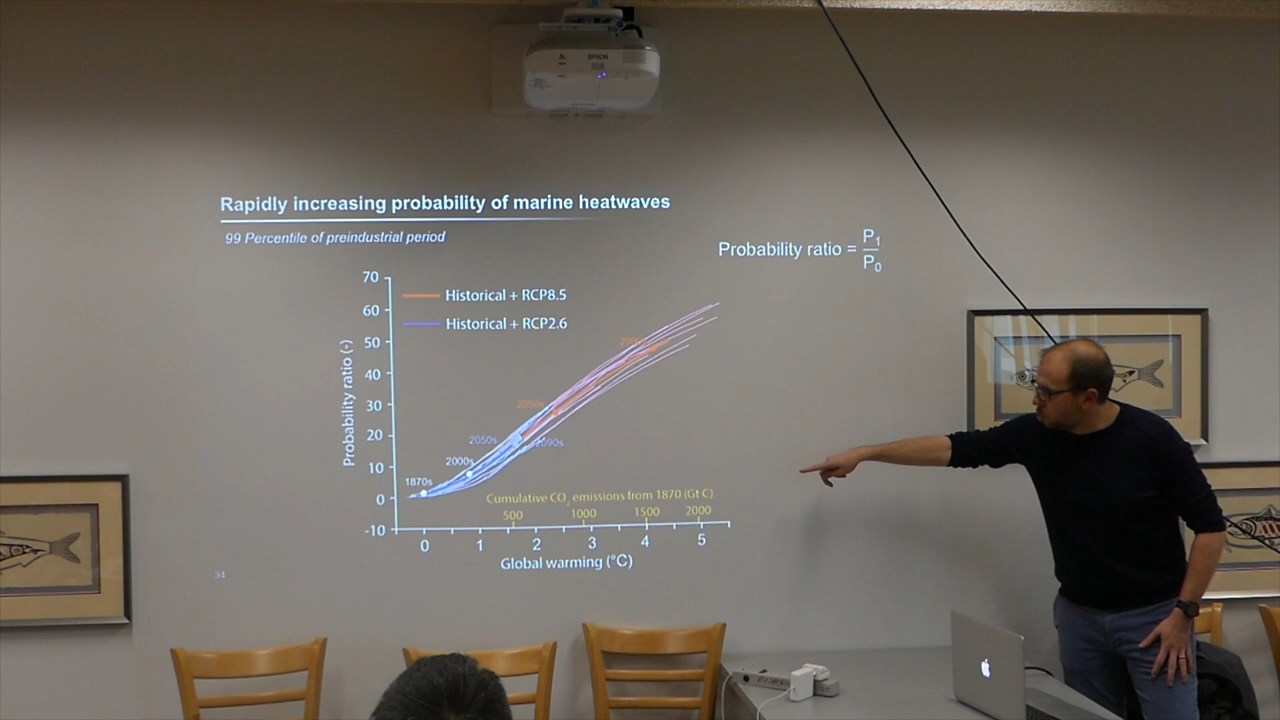 EPSON
Rapidly increasing probability of marine heatwaves
99 Percentile of preindustrial period
Probability ratio = P1/P0
70
60
50
40
30
20
10
0
-10
Probability ratio (-)
Historical + RCP8.5
Historical + RCP2.6
2050s
2050s
2090s
2000s
1870s
Cumulative CO2 emissions from 1870 (Gt C)
500 1000 1500 2000
0 1 2 3 4 5
Global warming (°C)
34